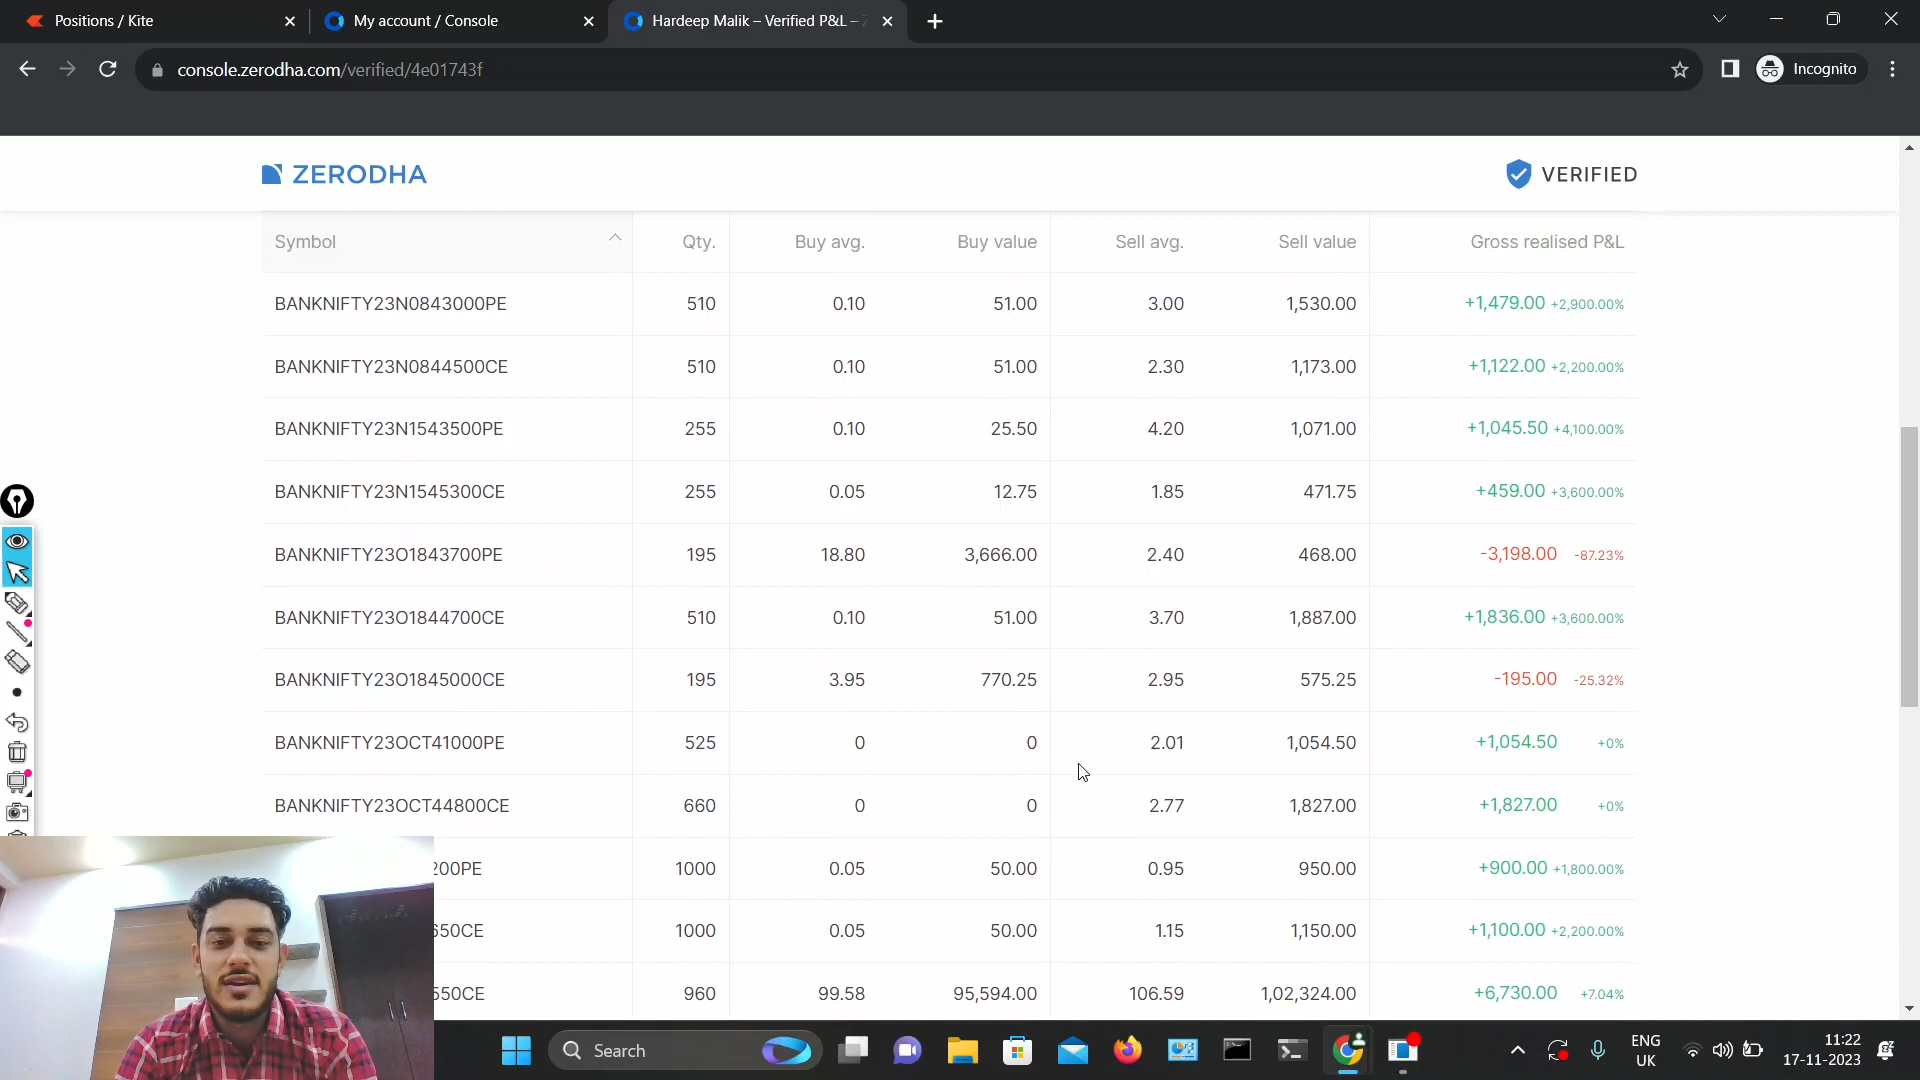 Positions / Kite
My account / Console
Hardeep Malik – Verified P&L –
console.zerodha.com/verified/4e01743f
Incognito
ZERODHA
VERIFIED
Symbol Qty. Buy avg. Buy value Sell avg. Sell value Gross realised P&L
BANKNIFTY23N0843000PE 510 0.10 51.00 3.00 1,530.00 +1,479.00 +2,900.00%
BANKNIFTY23N0844500CE 510 0.10 51.00 2.30 1,173.00 +1,122.00 +2,200.00%
BANKNIFTY23N1543500PE 255 0.10 25.50 4.20 1,071.00 +1,045.50 +4,100.00%
BANKNIFTY23N1545300CE 255 0.05 12.75 1.85 471.75 +459.00 +3,600.00%
BANKNIFTY23O1843700PE 195 18.80 3,666.00 2.40 468.00 -3,198.00 -87.23%
BANKNIFTY23O1844700CE 510 0.10 51.00 3.70 1,887.00 +1,836.00 +3,600.00%
BANKNIFTY23O1845000CE 195 3.95 770.25 2.95 575.25 -195.00 -25.32%
BANKNIFTY23OCT41000PE 525 0 0 2.01 1,054.50 +1,054.50 +0%
BANKNIFTY23OCT44800CE 660 0 0 2.77 1,827.00 +1,827.00 +0%
200PE 1000 0.05 50.00 0.95 950.00 +900.00 +1,800.00%
650CE 1000 0.05 50.00 1.15 1,150.00 +1,100.00 +2,200.00%
550CE 960 99.58 95,594.00 106.59 1,02,324.00 +6,730.00 +7.04%
Search
ENG
UK
11:22
17-11-2023